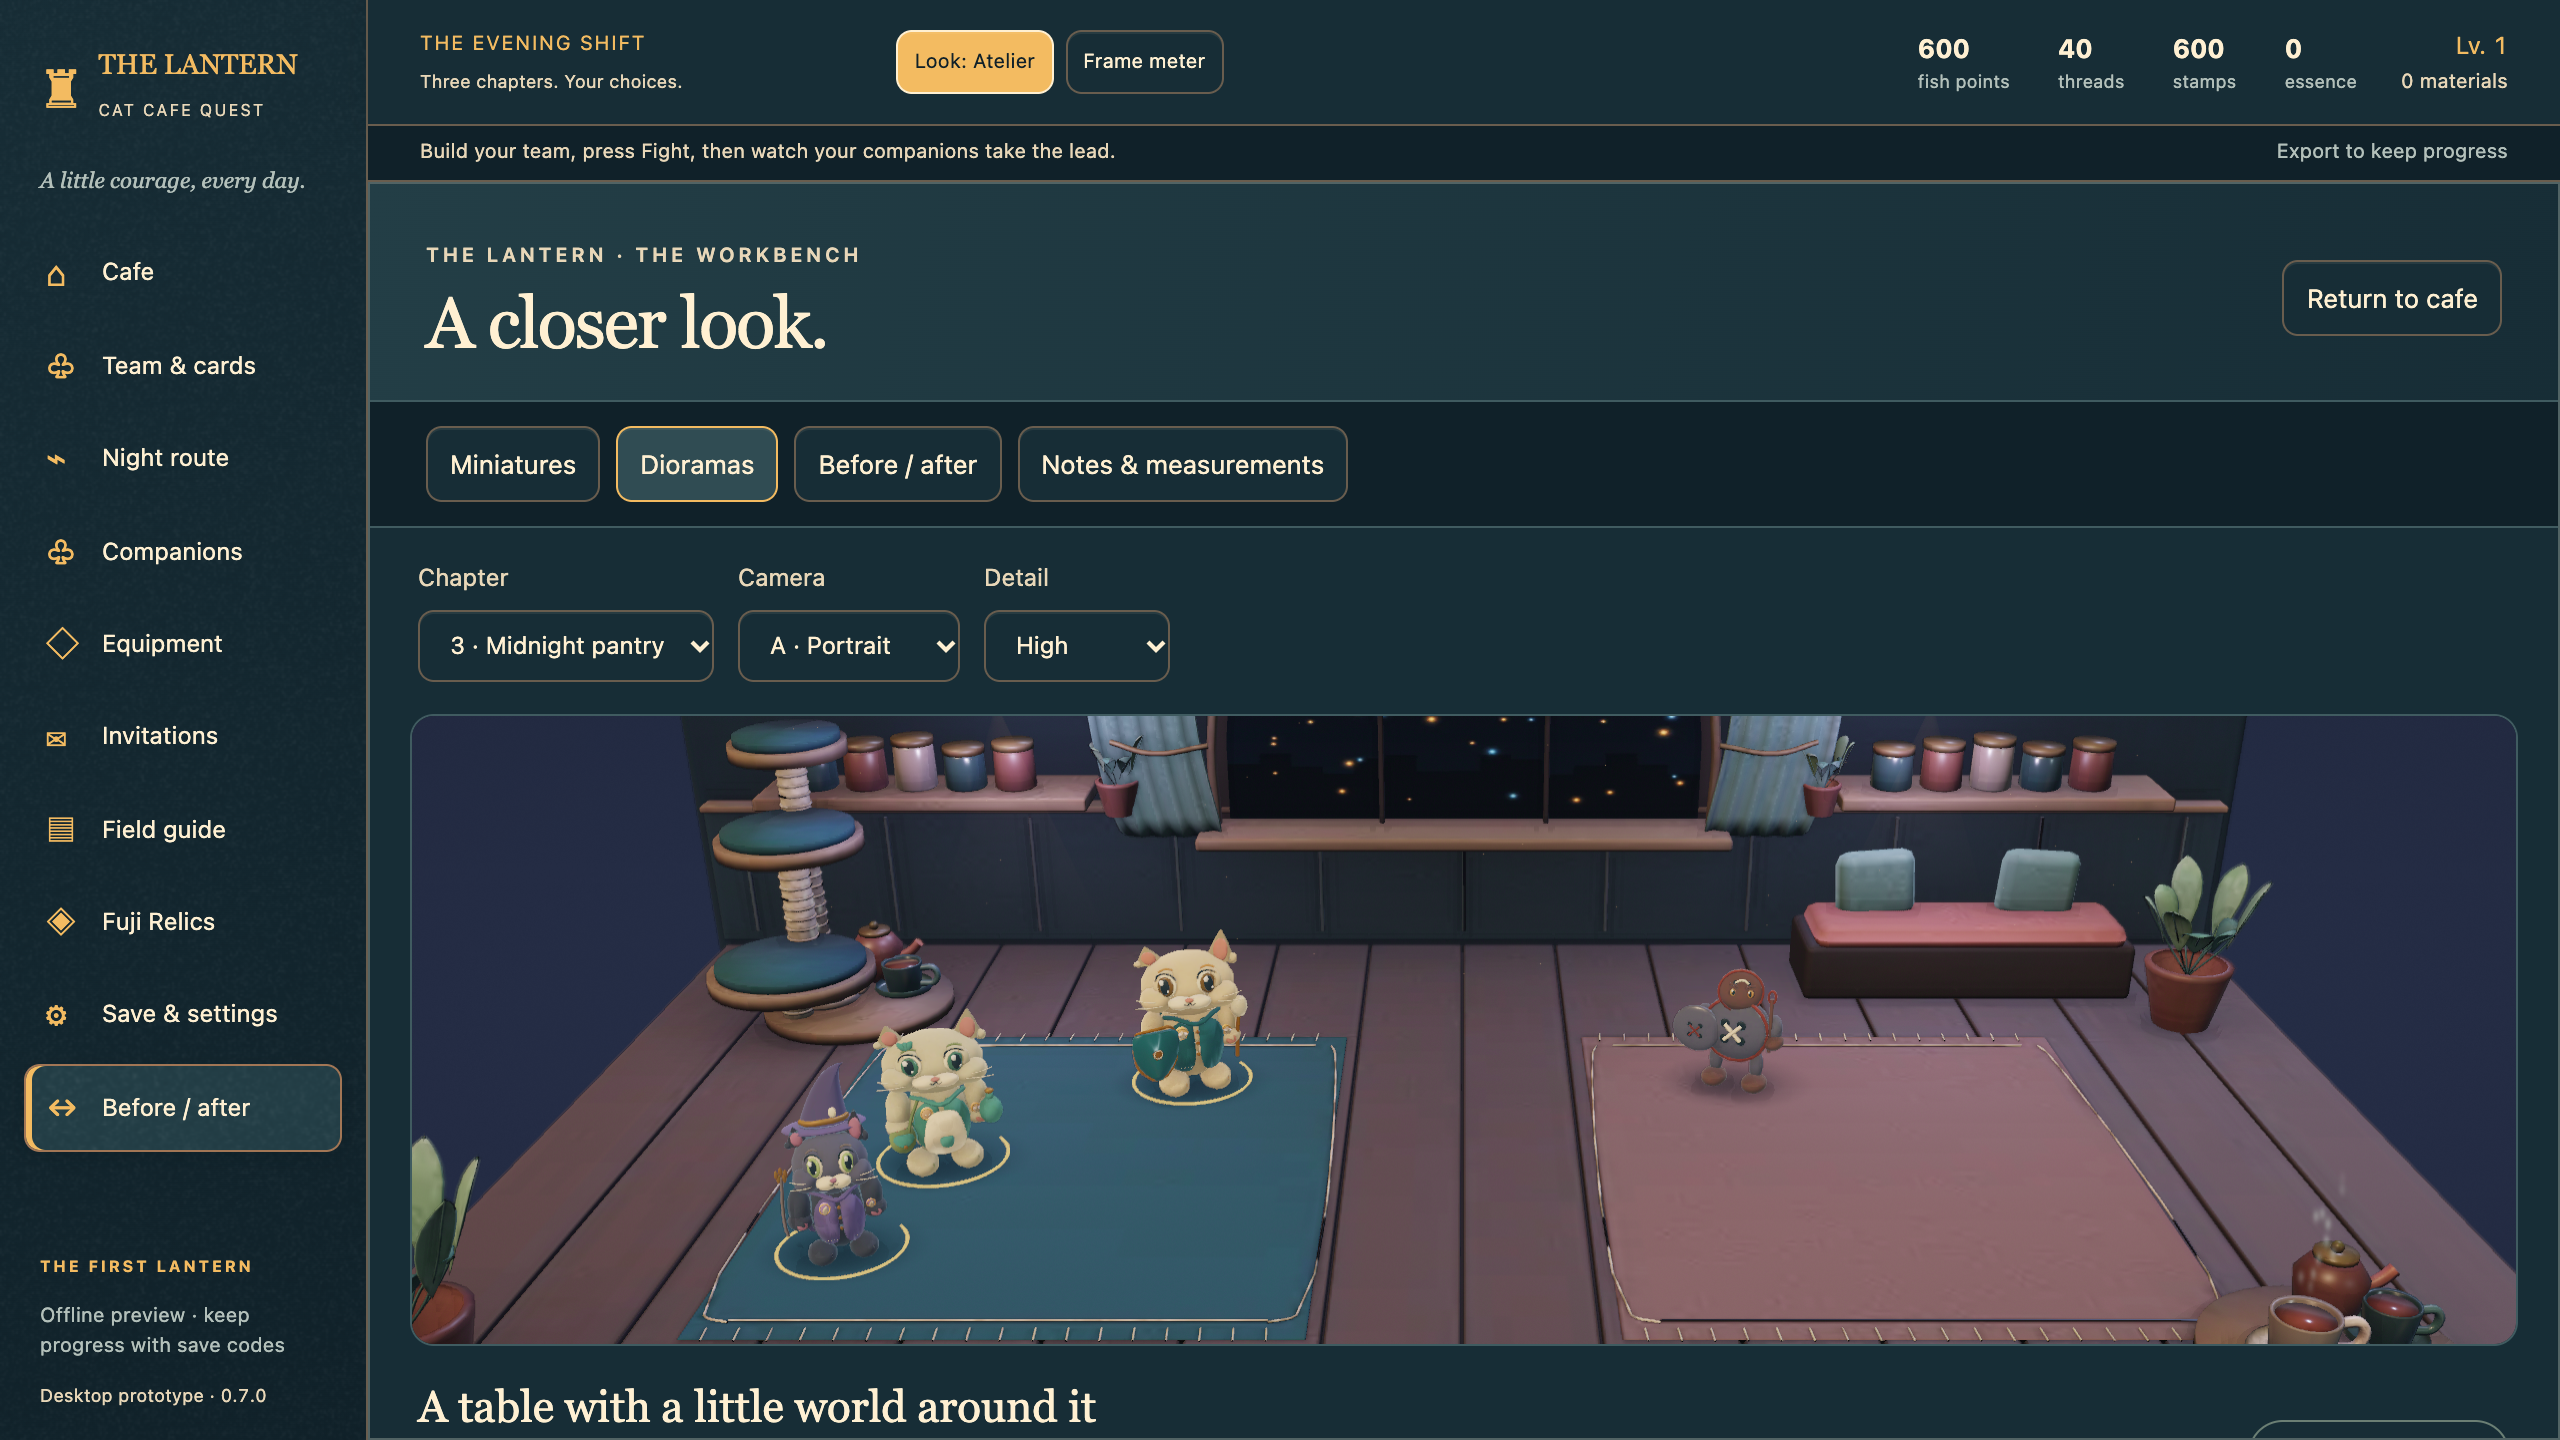 THE LANTERN
CAT CAFE QUEST
A little courage, every day.
Cafe
Team & cards
Night route
Companions
Equipment
Invitations
Field guide
Fuji Relics
Save & settings
Before / after
THE FIRST LANTERN
Offline preview · keep
progress with save codes
Desktop prototype · 0.7.0
THE EVENING SHIFT
Three chapters. Your choices.
Look: Atelier
Frame meter
600
fish points
40
threads
600
stamps
0
essence
Lv. 1
0 materials
Build your team, press Fight, then watch your companions take the lead.
Export to keep progress
THE LANTERN · THE WORKBENCH
A closer look.
Return to cafe
Miniatures
Dioramas
Before / after
Notes & measurements
Chapter
Camera
Detail
3 · Midnight pantry
A · Portrait
High
A table with a little world around it